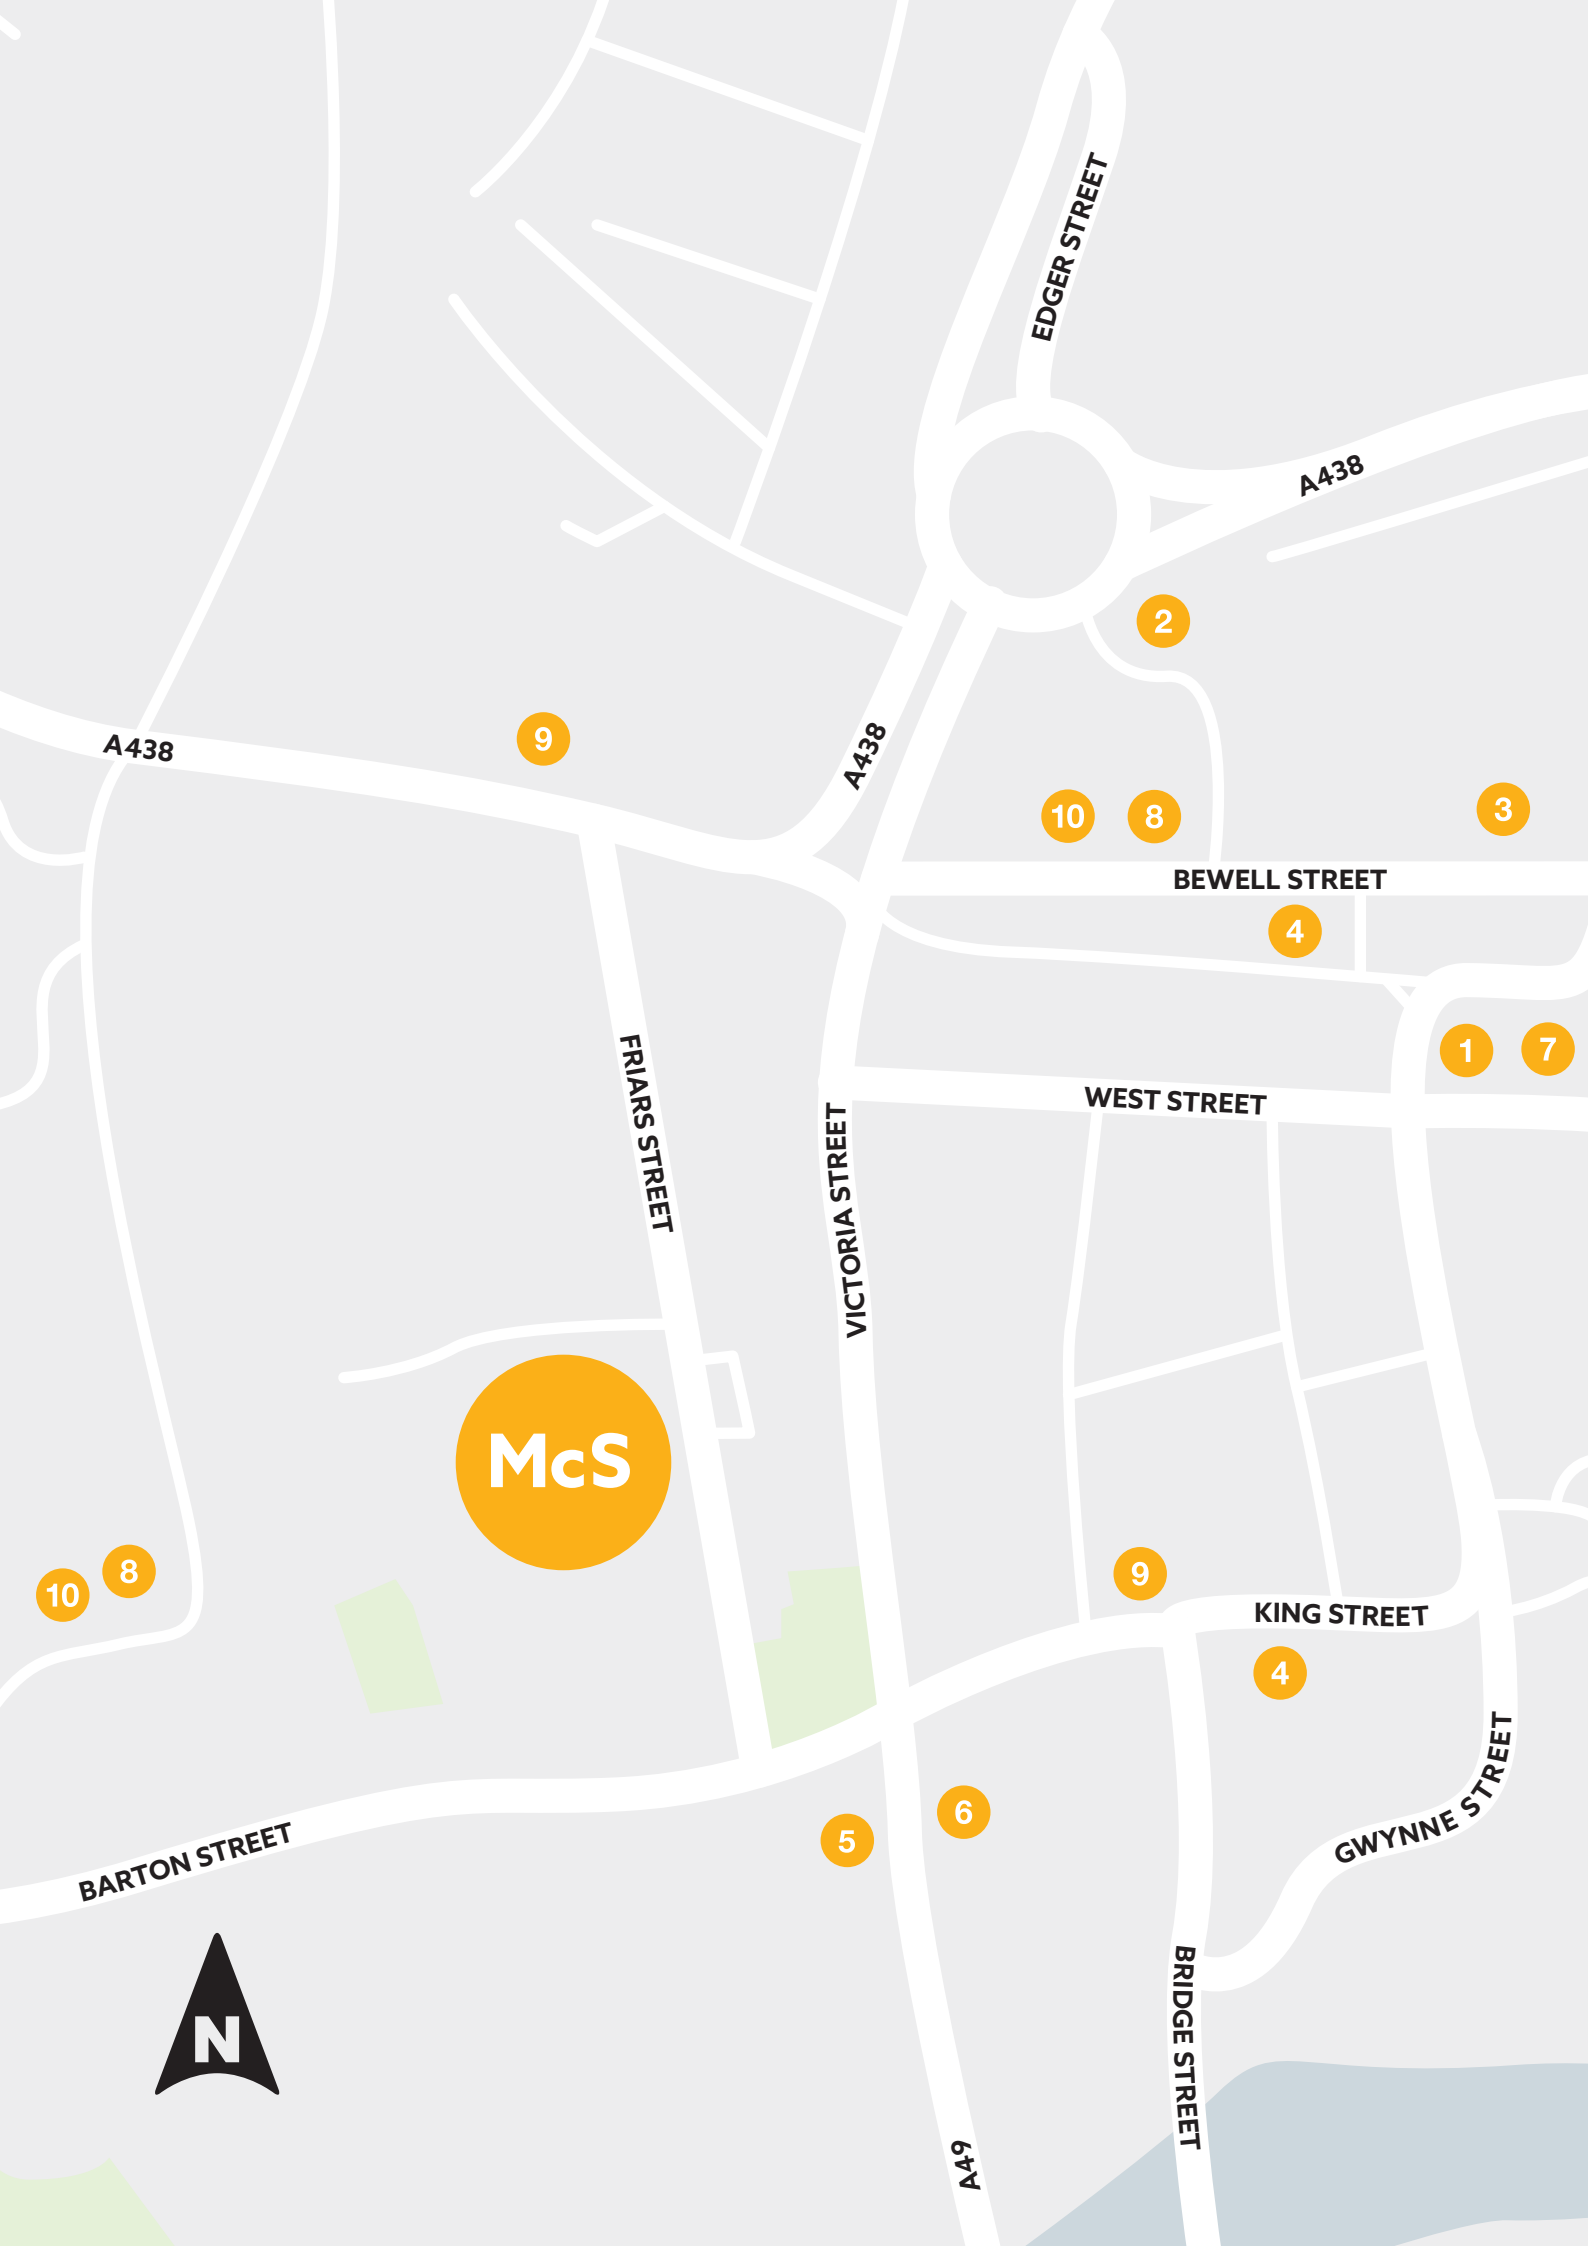 EDGER STREET
A438
2
A438
9
A438
10
8
3
BEWELL STREET
4
1
7
WEST STREET
FRIARS STREET
VICTORIA STREET
McS
10
8
9
KING STREET
4
GWYNNE STREET
6
5
BARTON STREET
N
BRIDGE STREET
A49